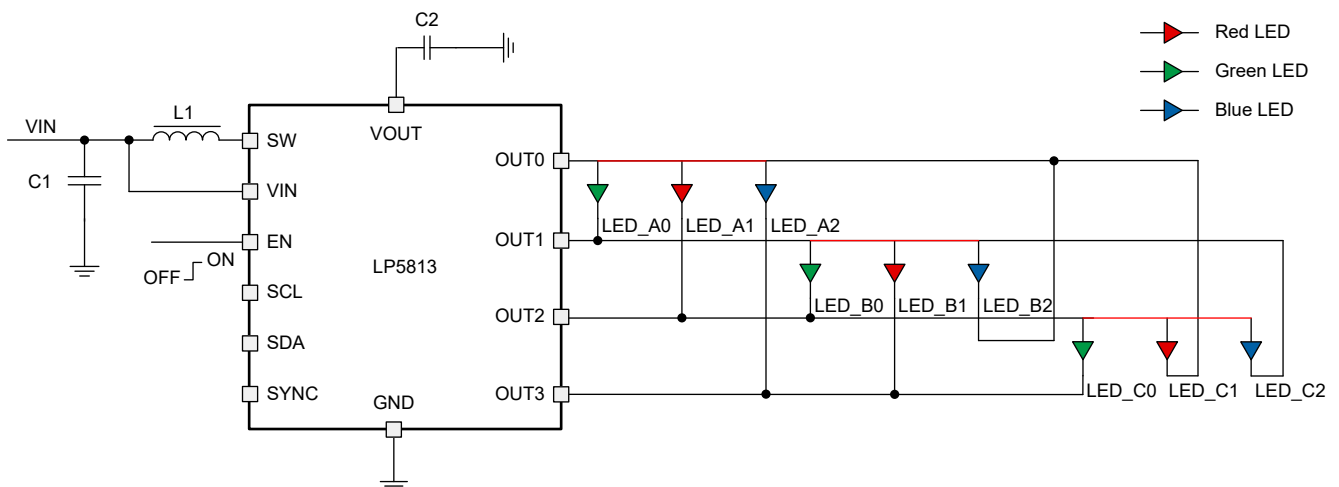 C2
Red LED
Green LED
Blue LED
VIN
L1
C1
SW
VOUT
OUT0
VIN
LED_A0
LED_A1
LED_A2
EN
OUT1
OFF
ON
LP5813
SCL
LED_B0
LED_B1
LED_B2
OUT2
SDA
SYNC
GND
OUT3
LED_C0
LED_C1
LED_C2